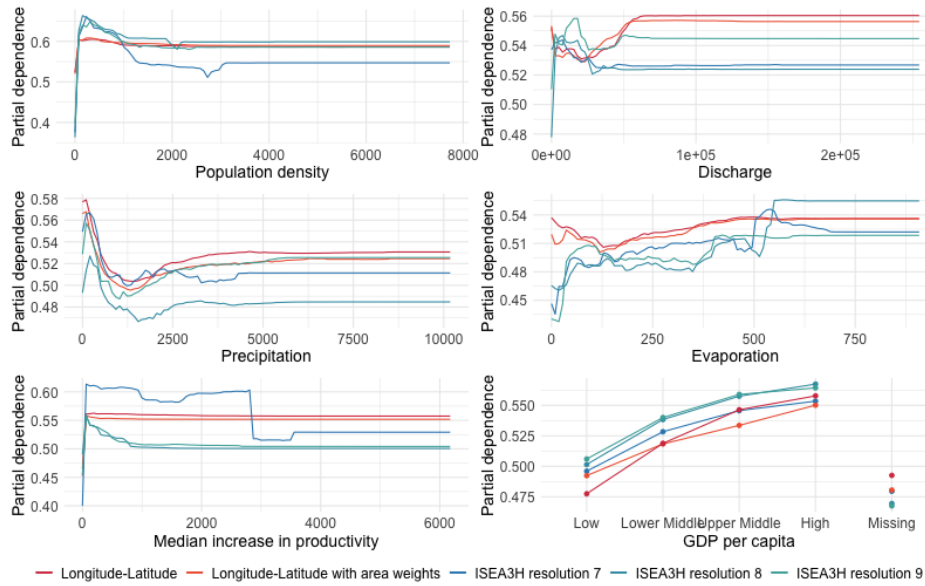 Partial dependence
0.6
0.5
0.4
0 2000 4000 6000 8000
Population density
Partial dependence
0.56
0.54
0.52
0.50
0.48
0e+00 1e+05 2e+05
Discharge
Partial dependence
0.58
0.56
0.54
0.52
0.50
0.48
0 2500 5000 7500 10000
Precipitation
Partial dependence
0.54
0.51
0.48
0.45
0 250 500 750
Evaporation
Partial dependence
0.60
0.55
0.50
0.45
0.40
0 2000 4000 6000
Median increase in productivity
Partial dependence
0.550
0.525
0.500
0.475
Low Lower Middle Upper Middle High Missing
GDP per capita
Longitude-Latitude Longitude-Latitude with area weights ISEA3H resolution 7 ISEA3H resolution 8 ISEA3H resolution 9